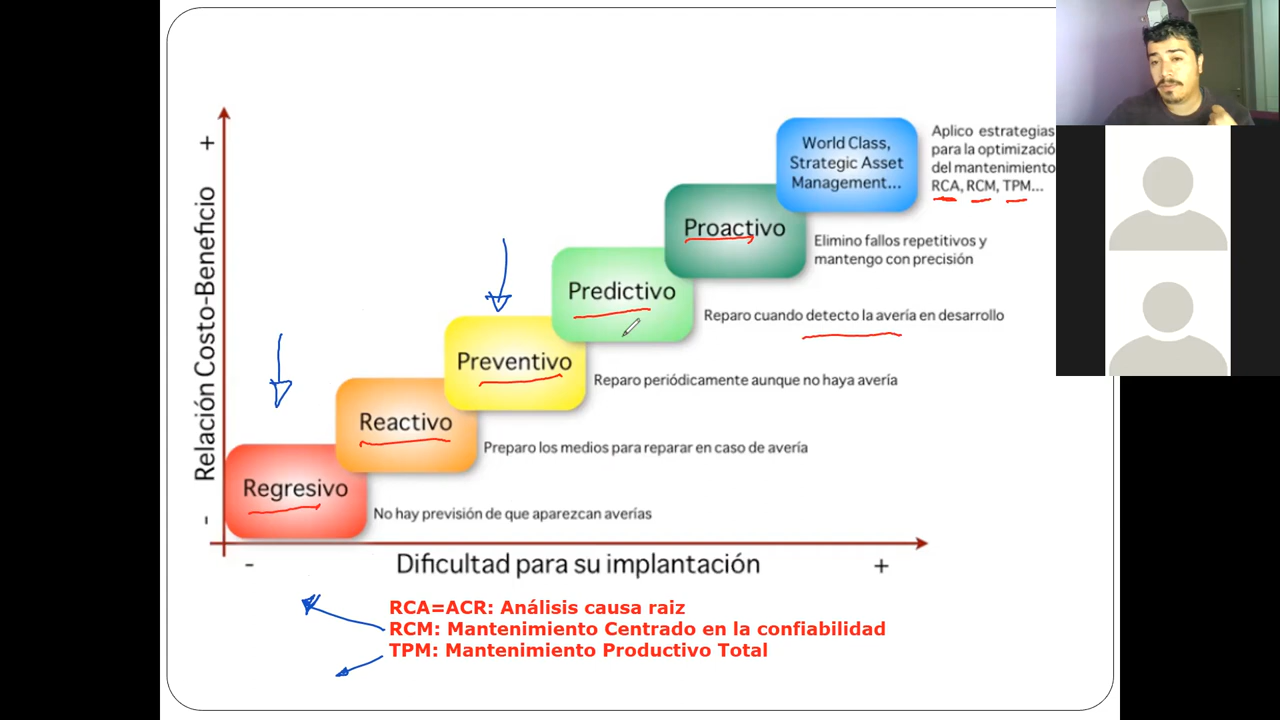 Relación Costo-Beneficio
+
-
World Class,
Strategic Asset
Management...
Aplico estrategias
para la optimizació
del mantenimiento
RCA, RCM, TPM...
Proactivo
Elimino fallos repetitivos y
mantengo con precisión
Predictivo
Reparo cuando detecto la avería en desarrollo
Preventivo
Reparo periódicamente aunque no haya avería
Reactivo
Preparo los medios para reparar en caso de avería
Regresivo
No hay previsión de que aparezcan averías
-
Dificultad para su implantación
+
RCA=ACR: Análisis causa raiz
RCM: Mantenimiento Centrado en la confiabilidad
TPM: Mantenimiento Productivo Total